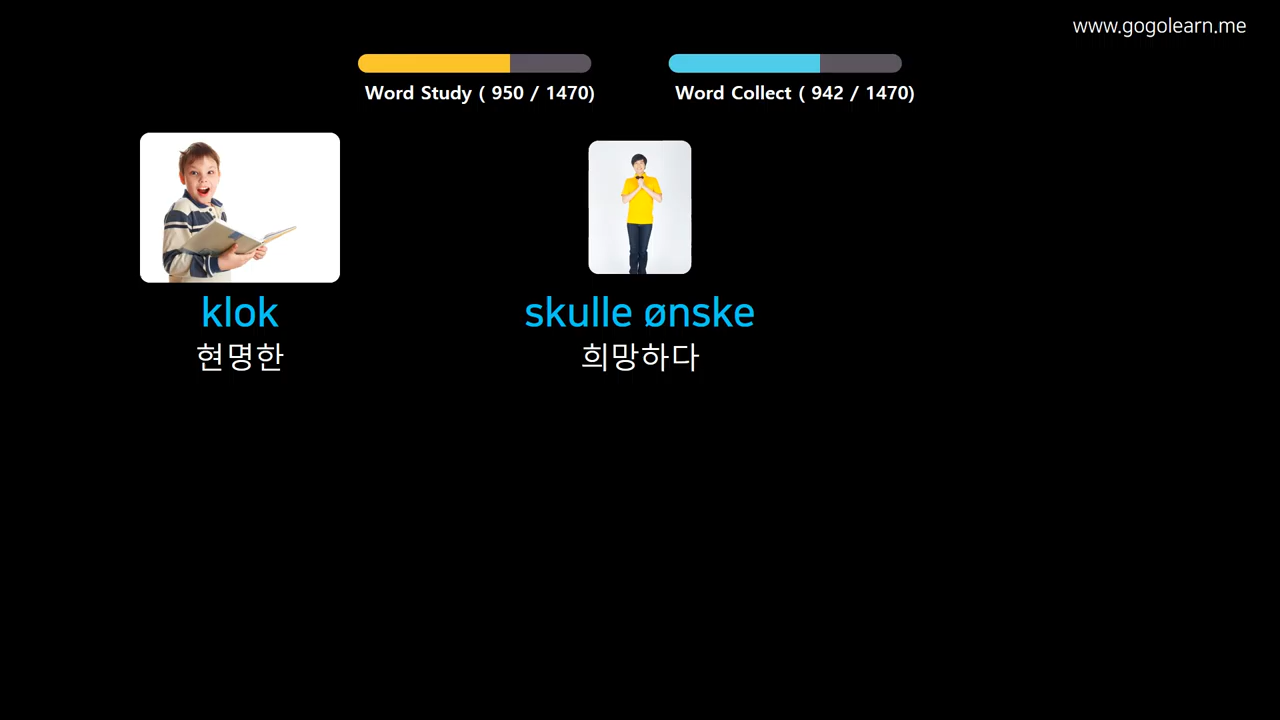 www.gogolearn.me
Word Study ( 950 / 1470)
Word Collect ( 942 / 1470)
klok
현명한
skulle ønske
희망하다